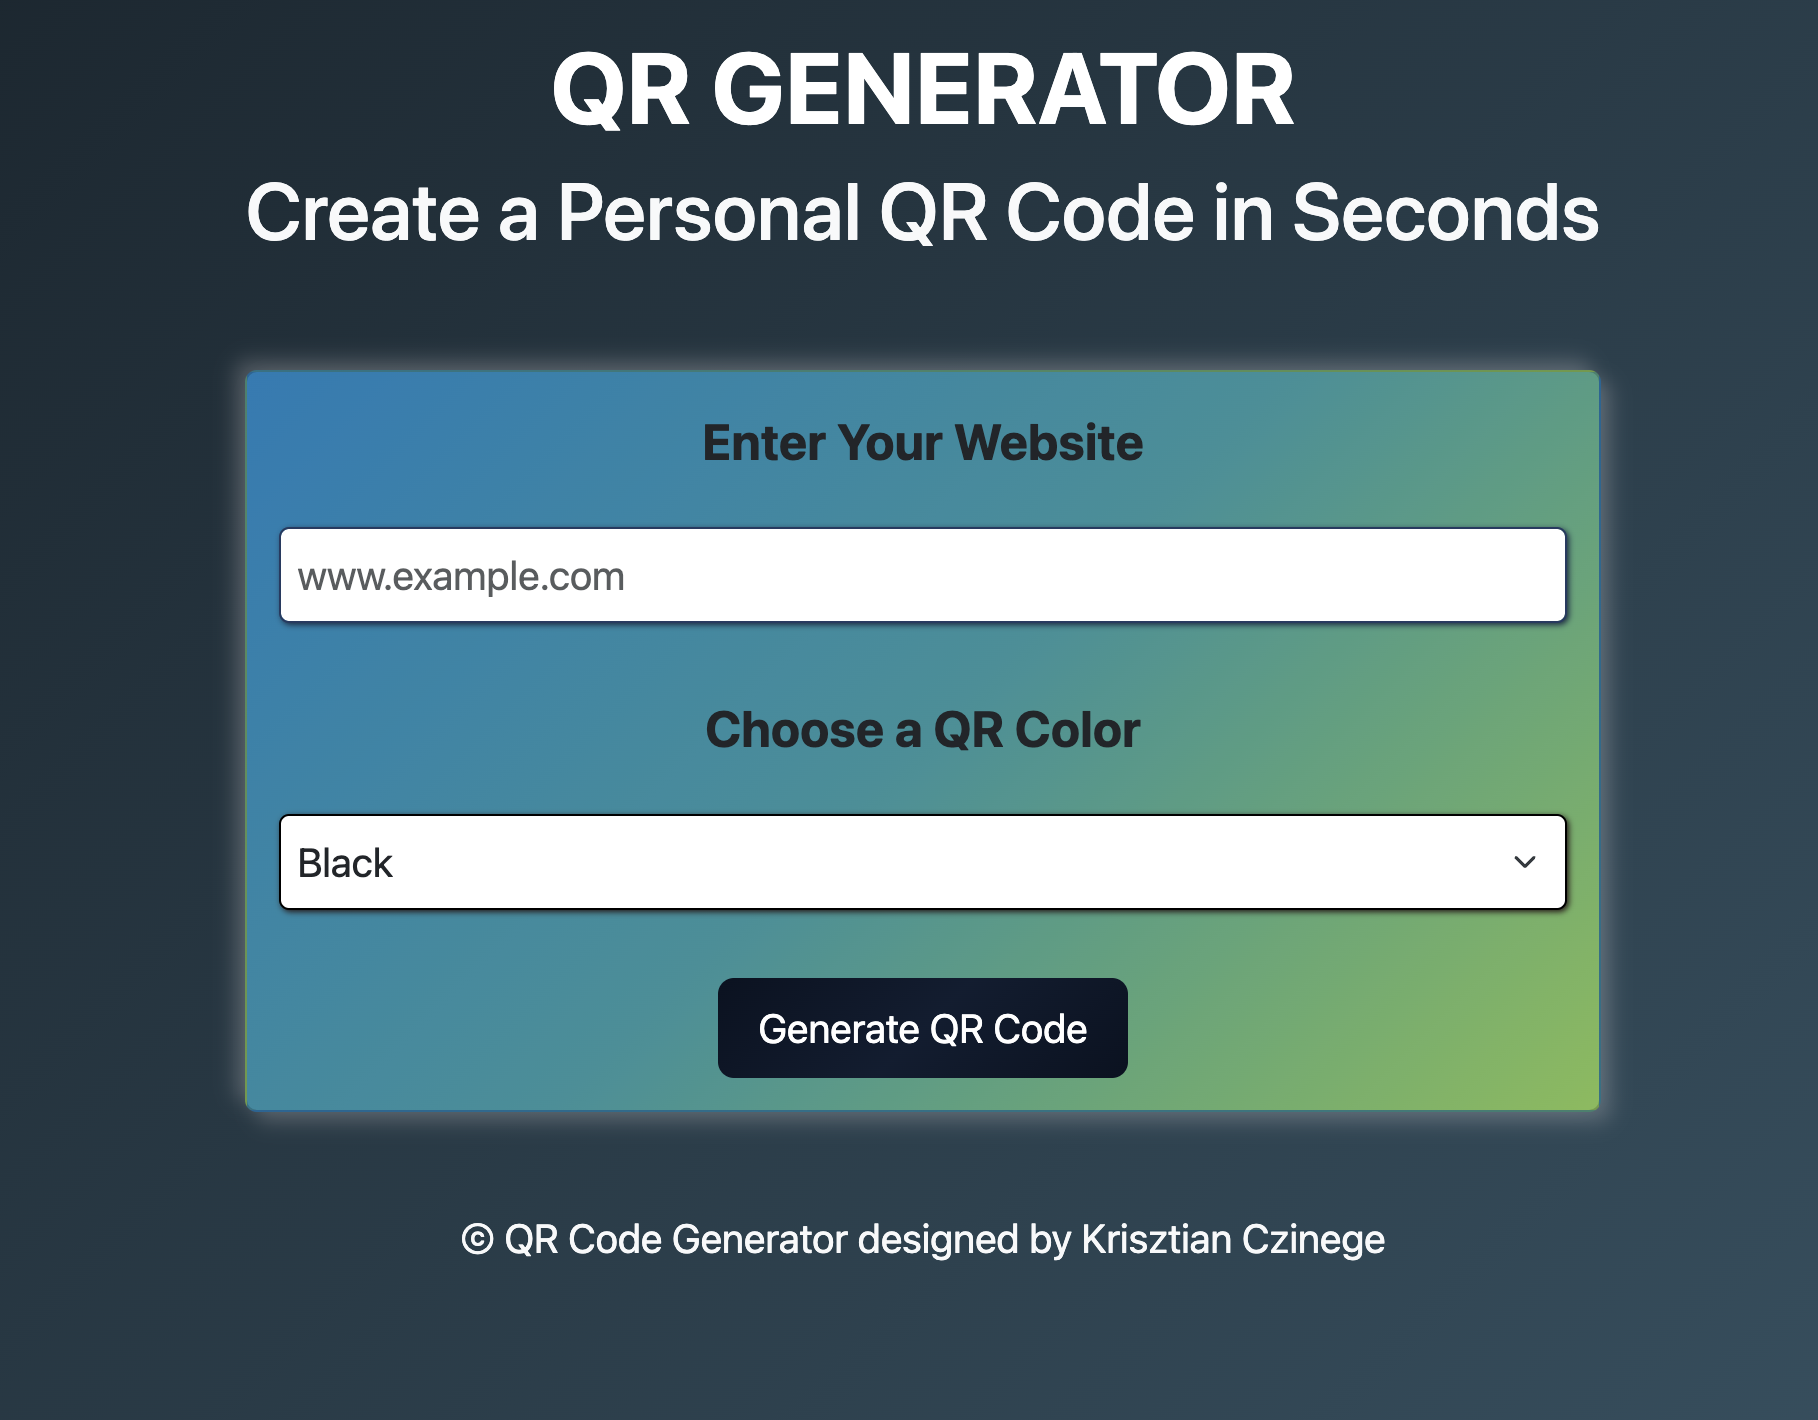 QR GENERATOR
Create a Personal QR Code in Seconds
Enter Your Website
www.example.com
Choose a QR Color
Black
Generate QR Code
© QR Code Generator designed by Krisztian Czinege